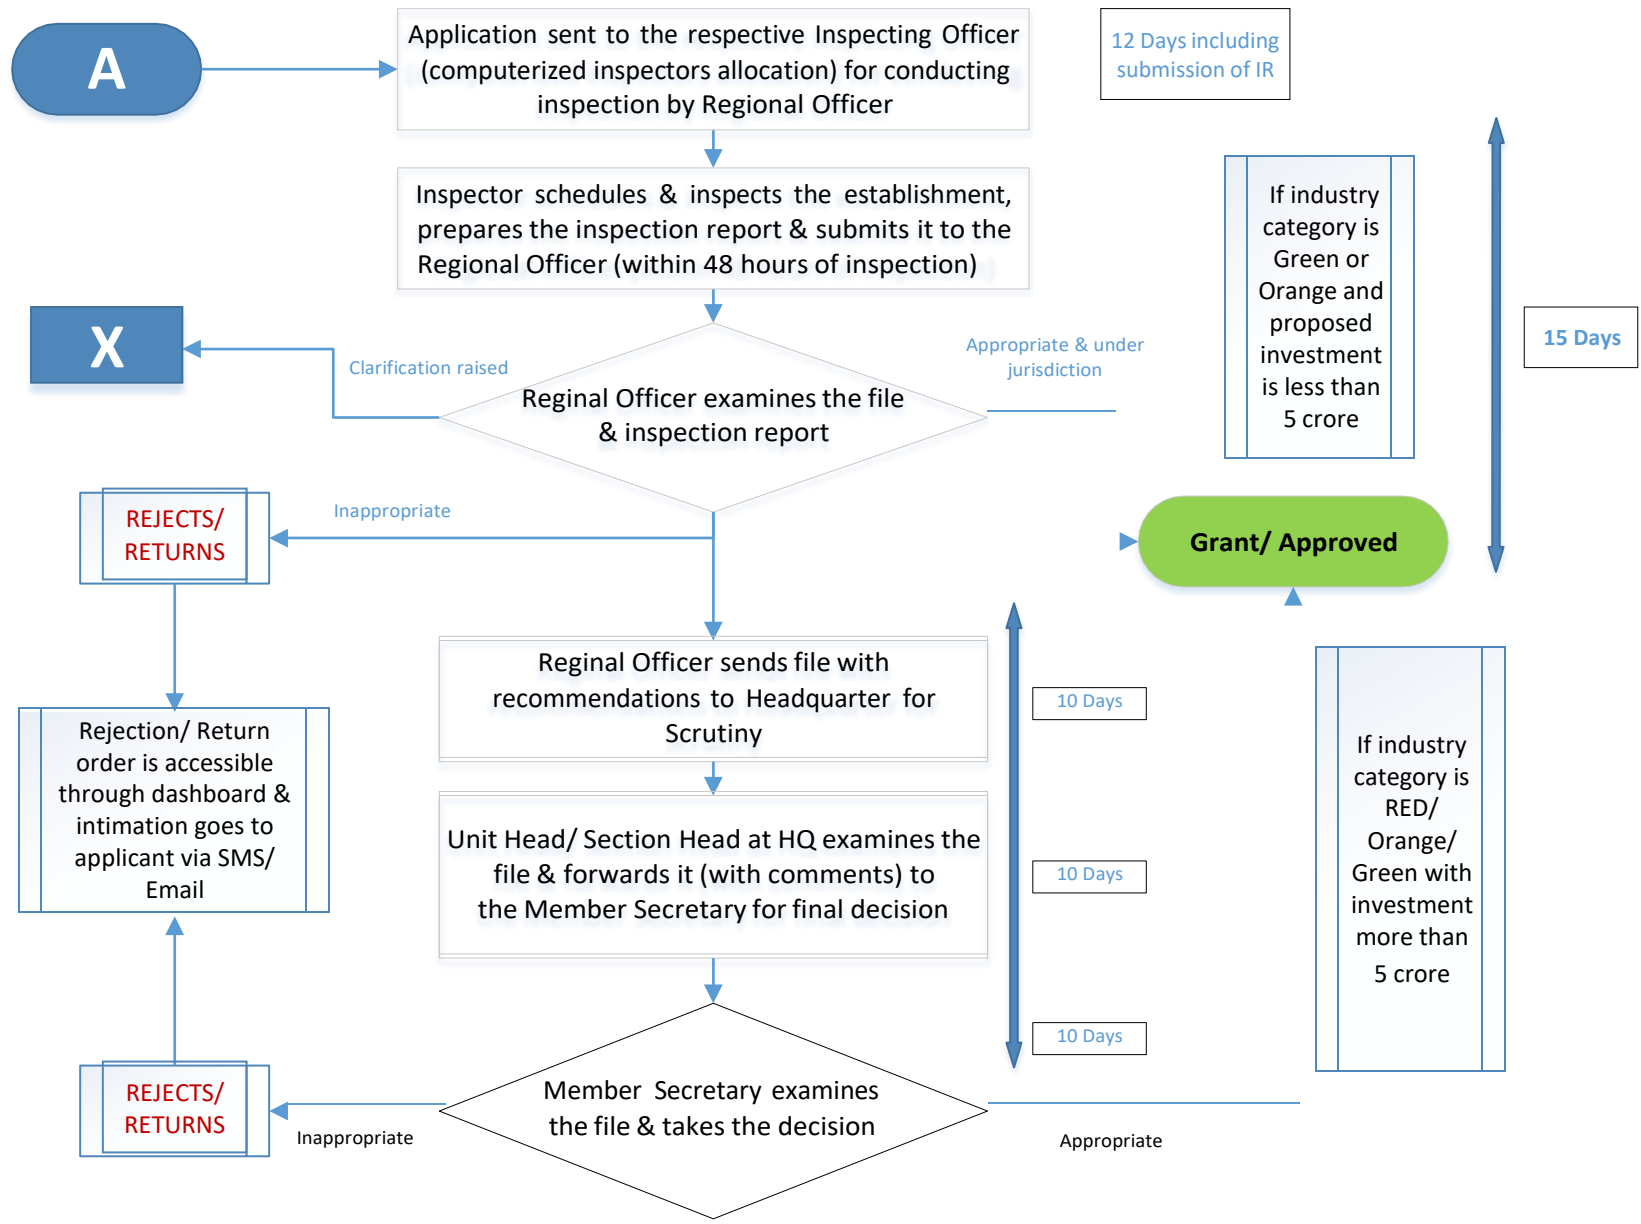 A
Application sent to the respective Inspecting Officer
(computerized inspectors allocation) for conducting
inspection by Regional Officer
12 Days including
submission of IR
Inspector schedules & inspects the establishment,
prepares the inspection report & submits it to the
Regional Officer (within 48 hours of inspection)
If industry
category is
Green or
Orange and
proposed
investment
is less than
5 crore
15 Days
X
Clarification raised
Appropriate & under
jurisdiction
Reginal Officer examines the file
& inspection report
REJECTS/
RETURNS
Inappropriate
Grant/ Approved
Reginal Officer sends file with
recommendations to Headquarter for
Scrutiny
10 Days
Rejection/ Return
order is accessible
through dashboard &
intimation goes to
applicant via SMS/
Email
Unit Head/ Section Head at HQ examines the
file & forwards it (with comments) to
the Member Secretary for final decision
10 Days
If industry
category is
RED/
Orange/
Green with
investment
more than
5 crore
10 Days
REJECTS/
RETURNS
Inappropriate
Member Secretary examines
the file & takes the decision
Appropriate